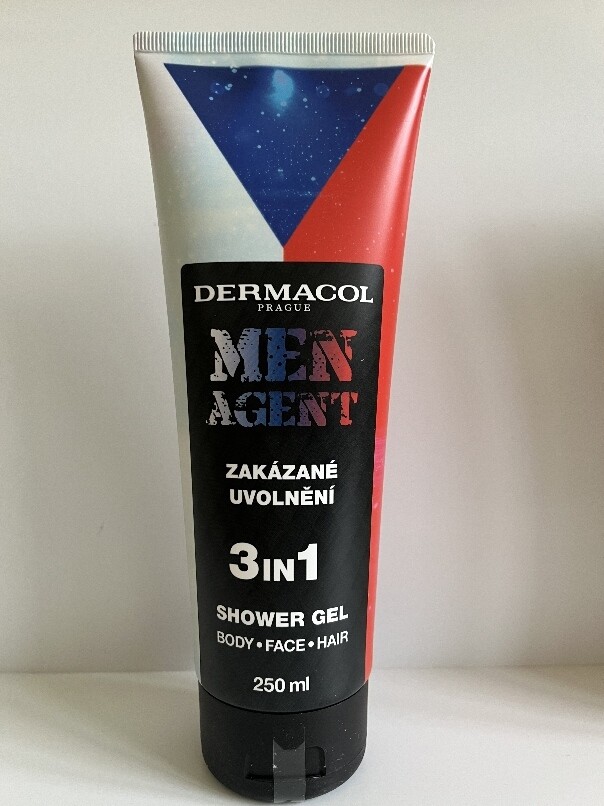 DERMACOL
PRAGUE
MEN
AGENT
ZAKÁZANÉ
UVOLNĚNÍ
3IN1
SHOWER GEL
BODY • FACE • HAIR
250 ml